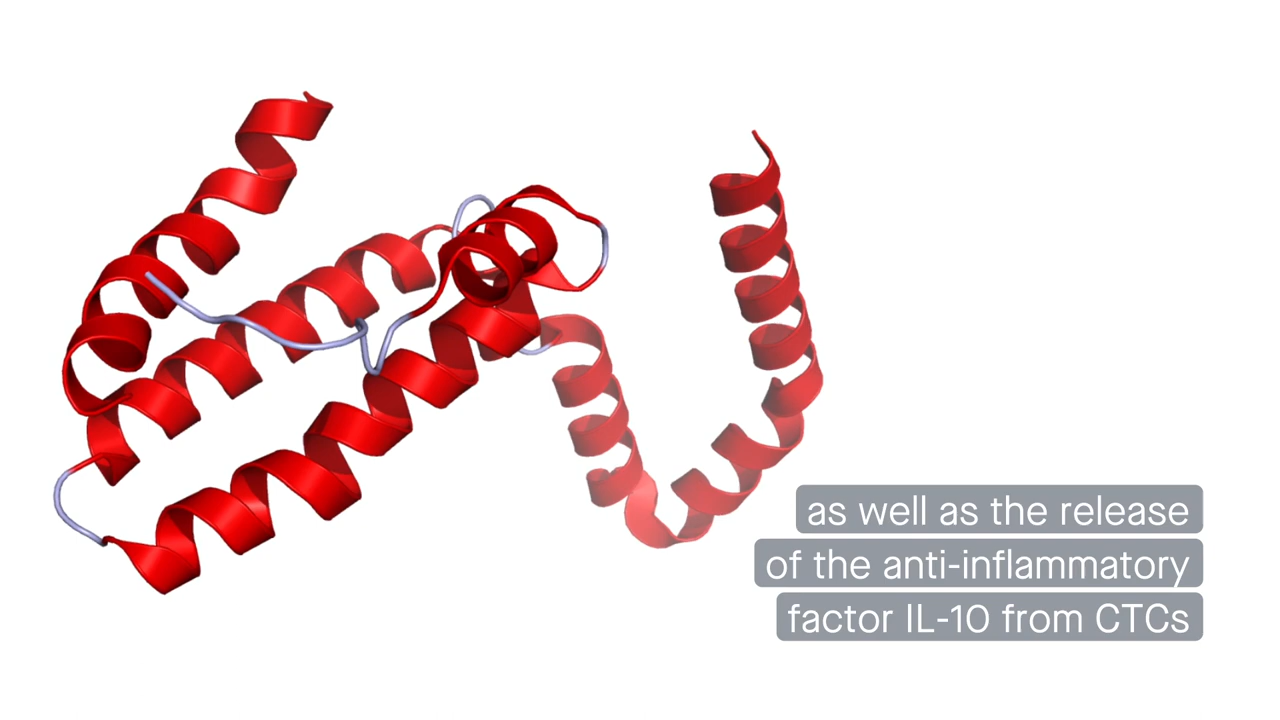 as well as the release
of the anti-inflammatory
factor IL-10 from CTCs